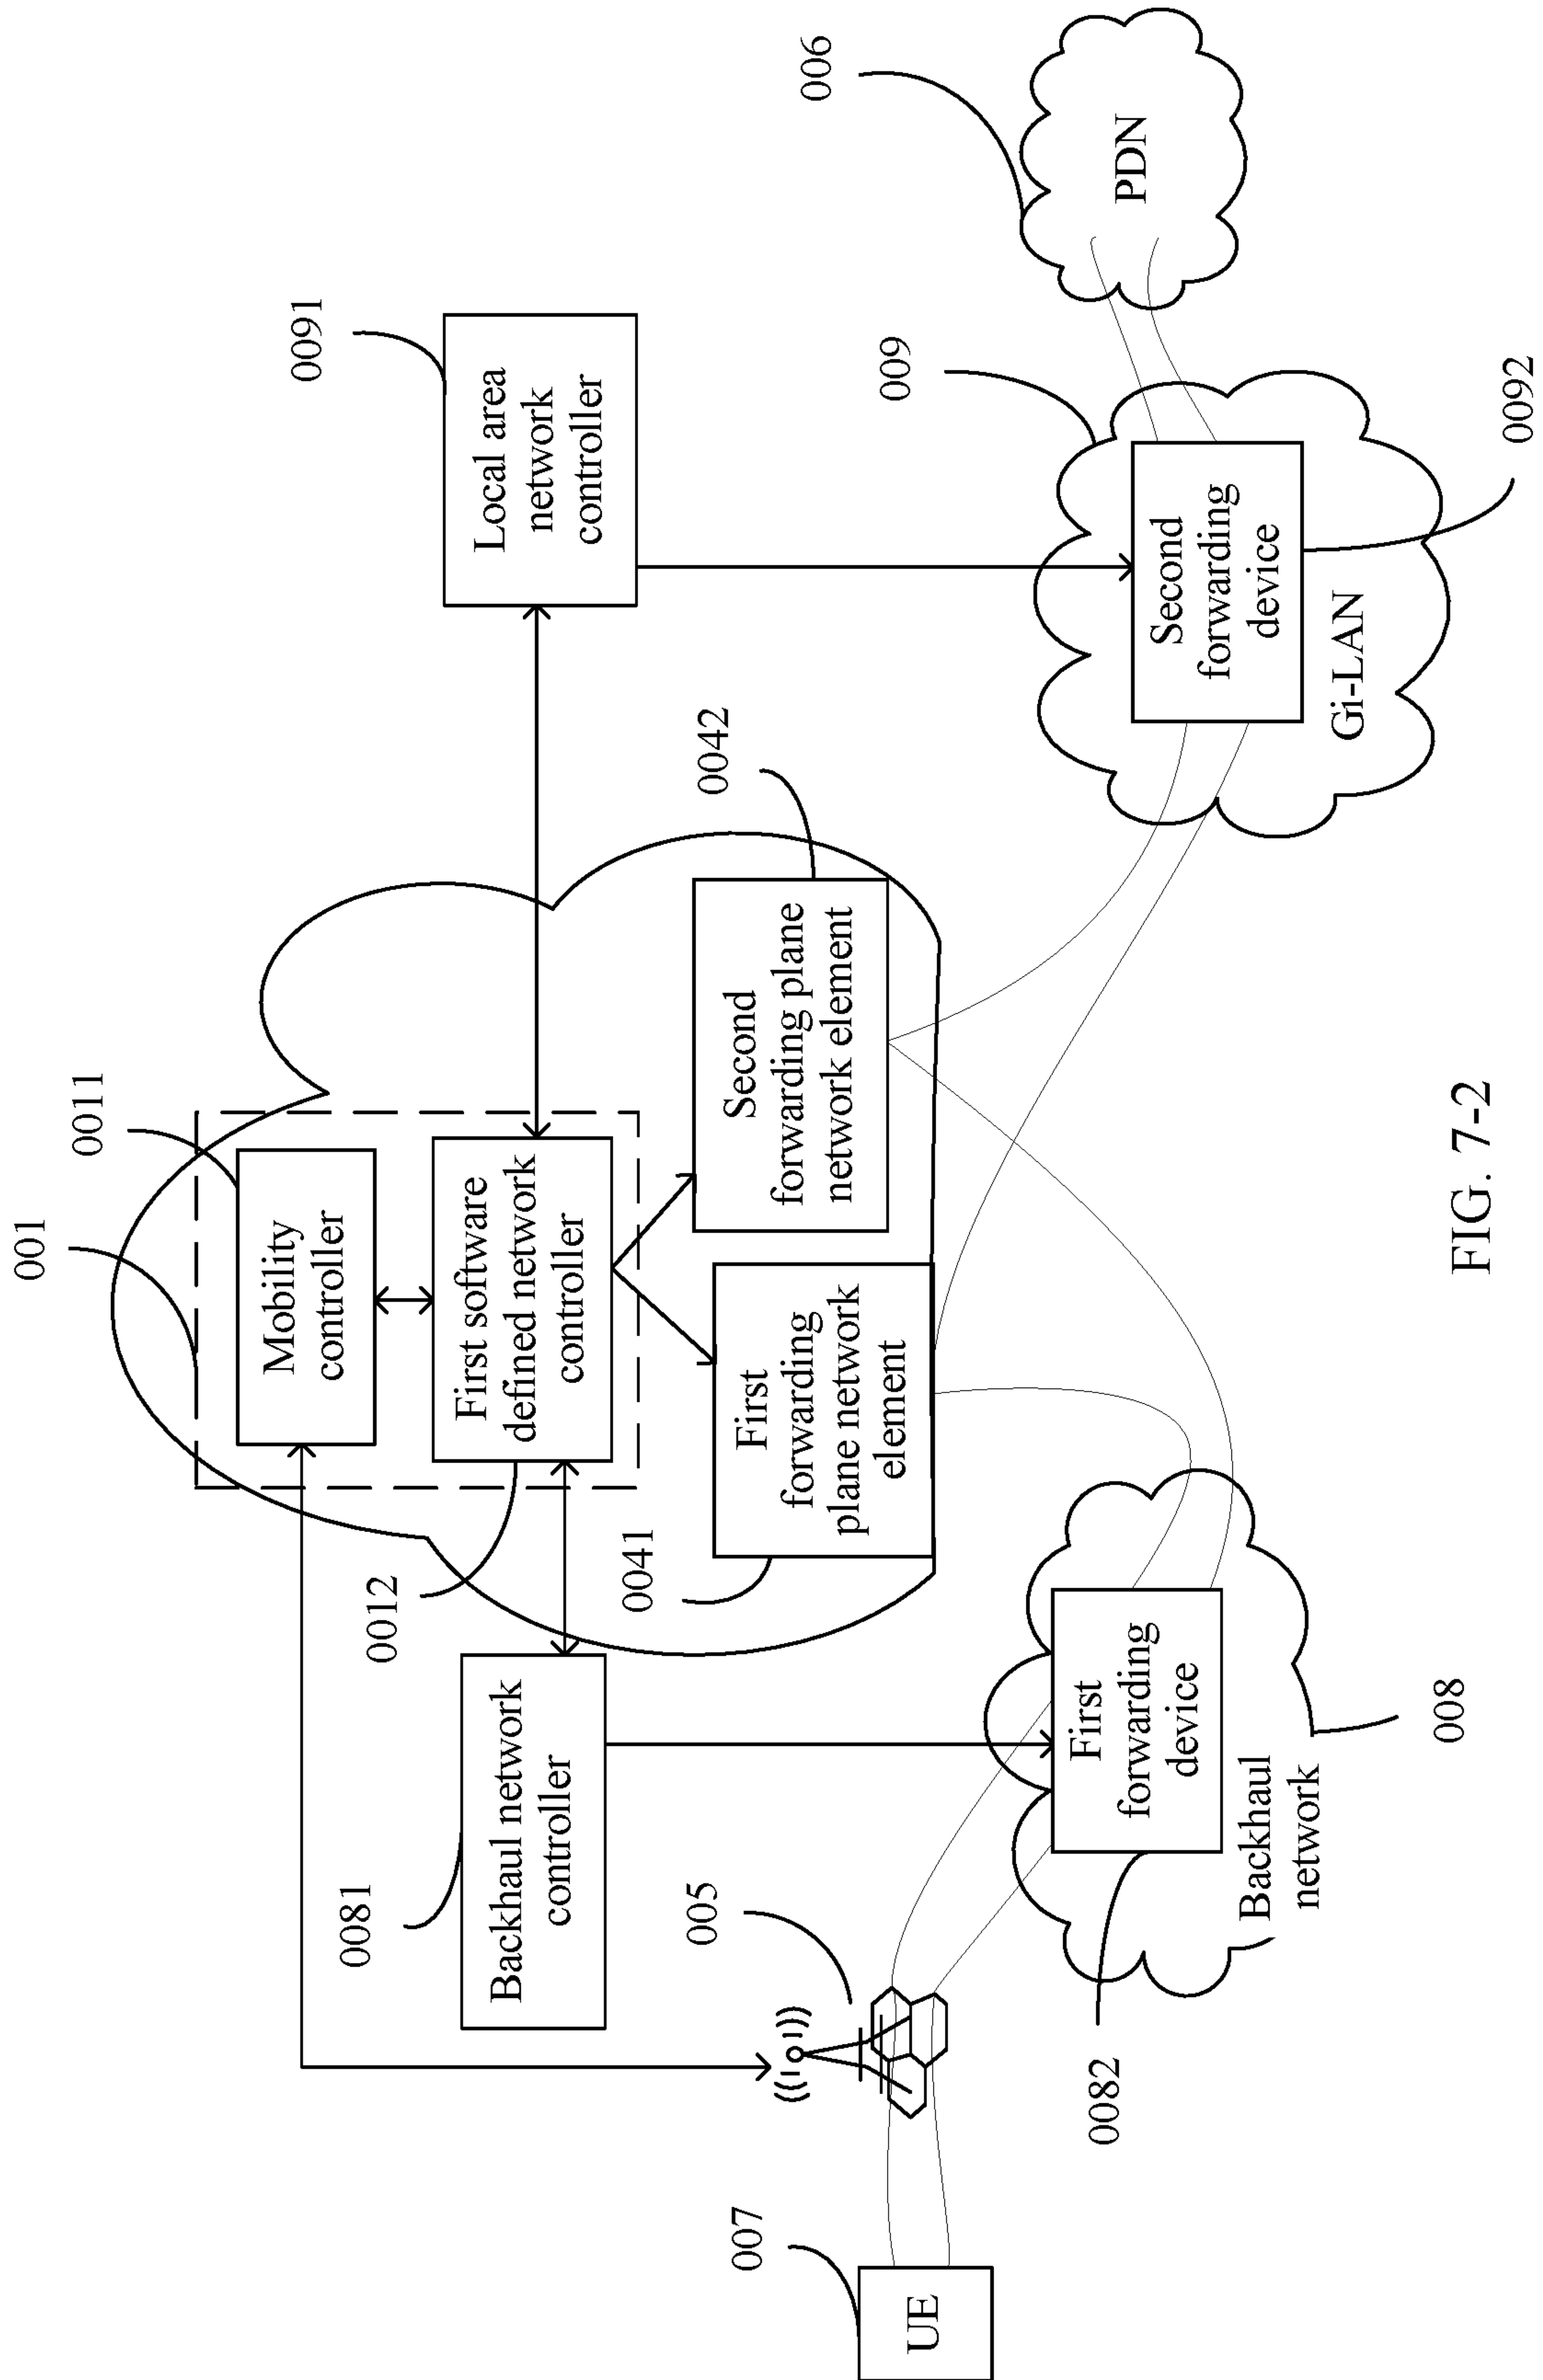 001
0011
Mobility
controller
0012
First software
defined network
controller
0081
Backhaul network
controller
0091
Local area
network
controller
0041
First
forwarding
plane network
element
0042
Second
forwarding plane
network element
005
006
PDN
007
UE
0082
First
forwarding
device
Backhaul
network
008
009
Second
forwarding
device
Gi-LAN
0092
FIG. 7-2